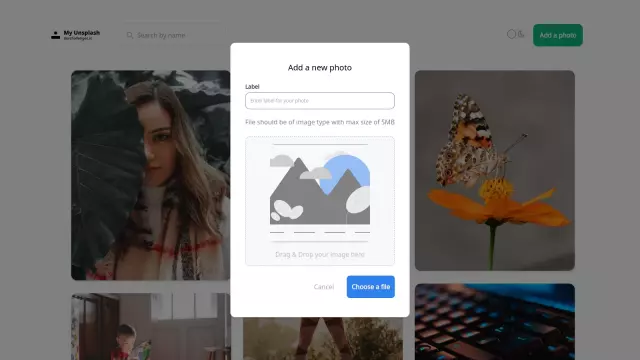 My Unsplash
devchallenges.io
Search by name
Add a photo
Add a new photo
Label
Enter label for your photo
File should be of image type with max size of 5MB
Drag & Drop your image here
Cancel
Choose a file